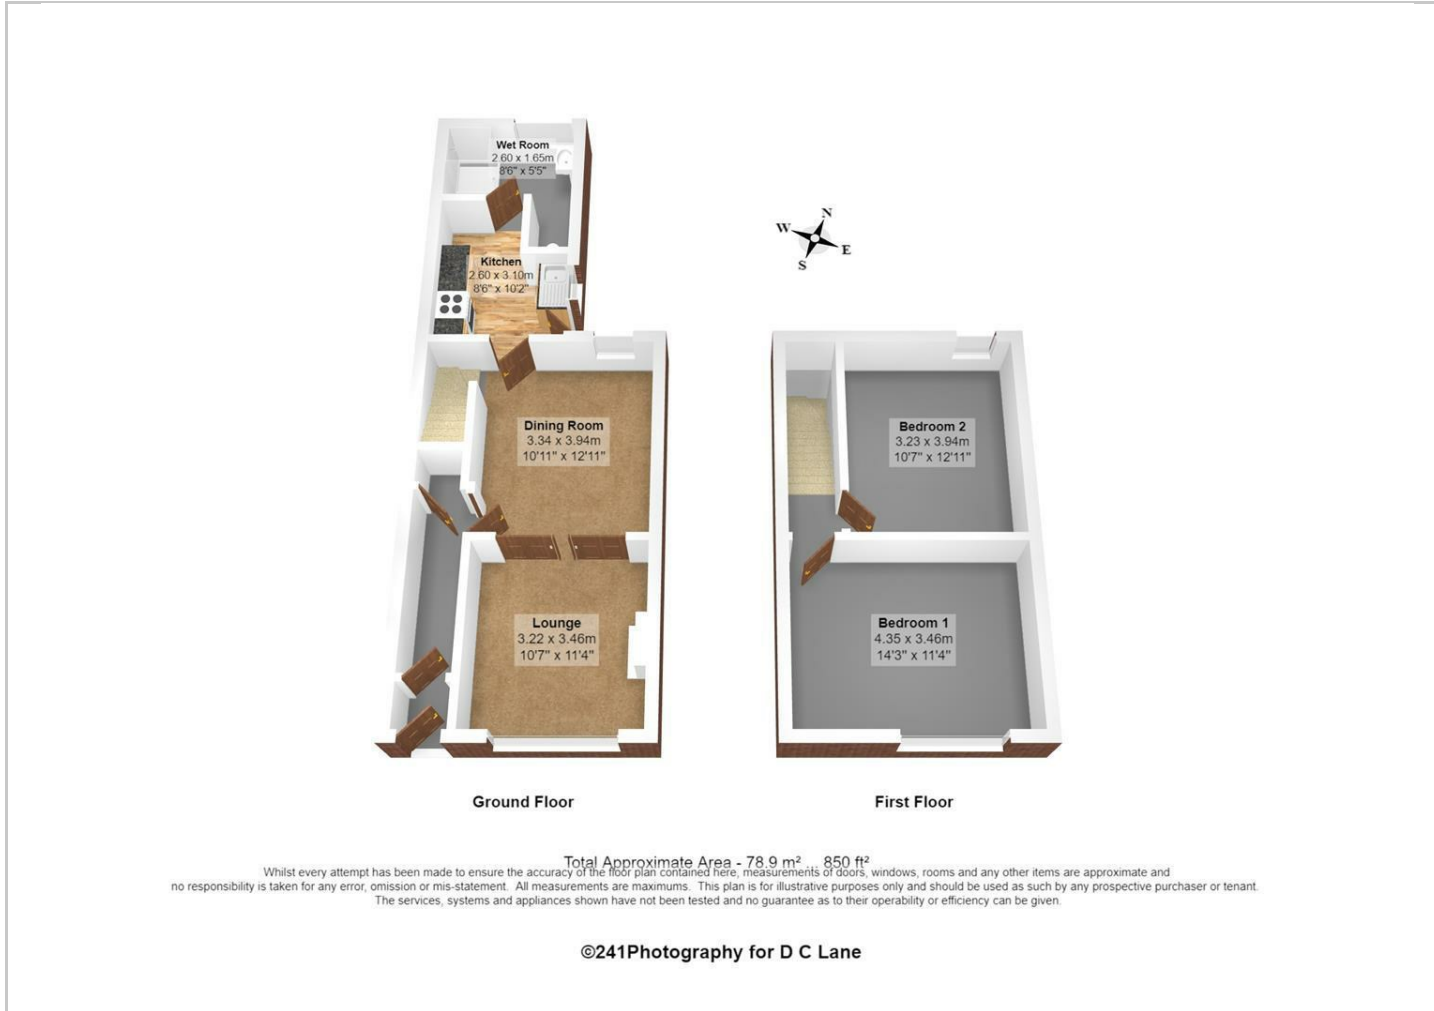 Wet Room
2.60 x 1.65m
8'6" x 5'5"
N
W
E
S
Kitchen
2.60 x 3.10m
8'6" x 10'2"
Dining Room
3.34 x 3.94m
10'11" x 12'11"
Bedroom 2
3.23 x 3.94m
10'7" x 12'11"
Lounge
3.22 x 3.46m
10'7" x 11'4"
Bedroom 1
4.35 x 3.46m
14'3" x 11'4"
Ground Floor
First Floor
Total Approximate Area - 78.9 m² ... 850 ft²
Whilst every attempt has been made to ensure the accuracy of the floor plan contained here, measurements of doors, windows, rooms and any other items are approximate and
no responsibility is taken for any error, omission or mis-statement. All measurements are maximums. This plan is for illustrative purposes only and should be used as such by any prospective purchaser or tenant.
The services, systems and appliances shown have not been tested and no guarantee as to their operability or efficiency can be given.
©241Photography for D C Lane